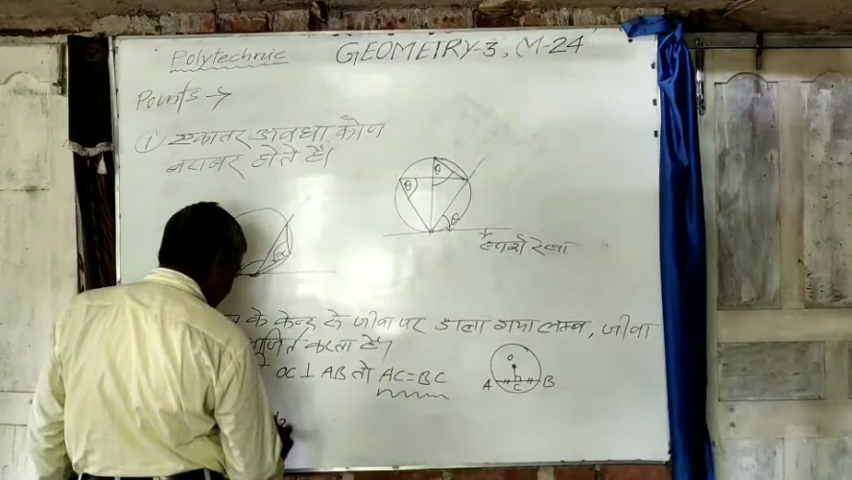 Polytechnic GEOMETRY-3, M-24
Points →
① एकांतर अवधा कोण
बराबर होते हैं।
θ θ θ
स्पर्श रेखा
α
के केन्द्र से जीवा पर डाला गया लम्ब, जीवा
करता है।
OC ⊥ AB तो AC = BC
O
A C B